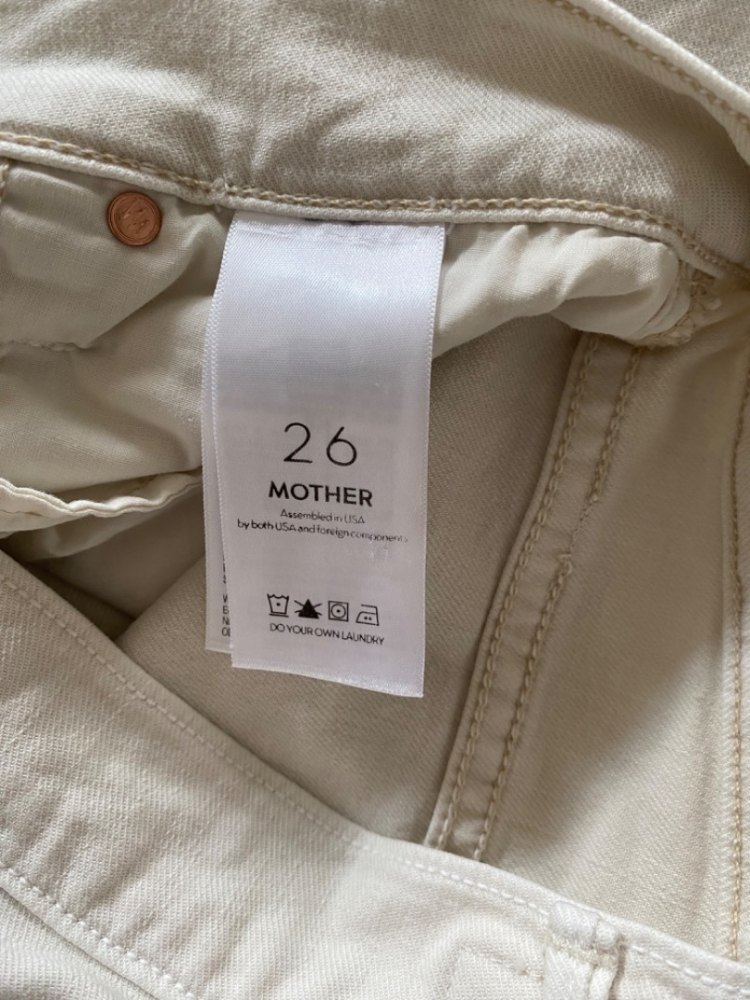 26
MOTHER
Assembled in USA
by both USA and foreign components
DO YOUR OWN LAUNDRY